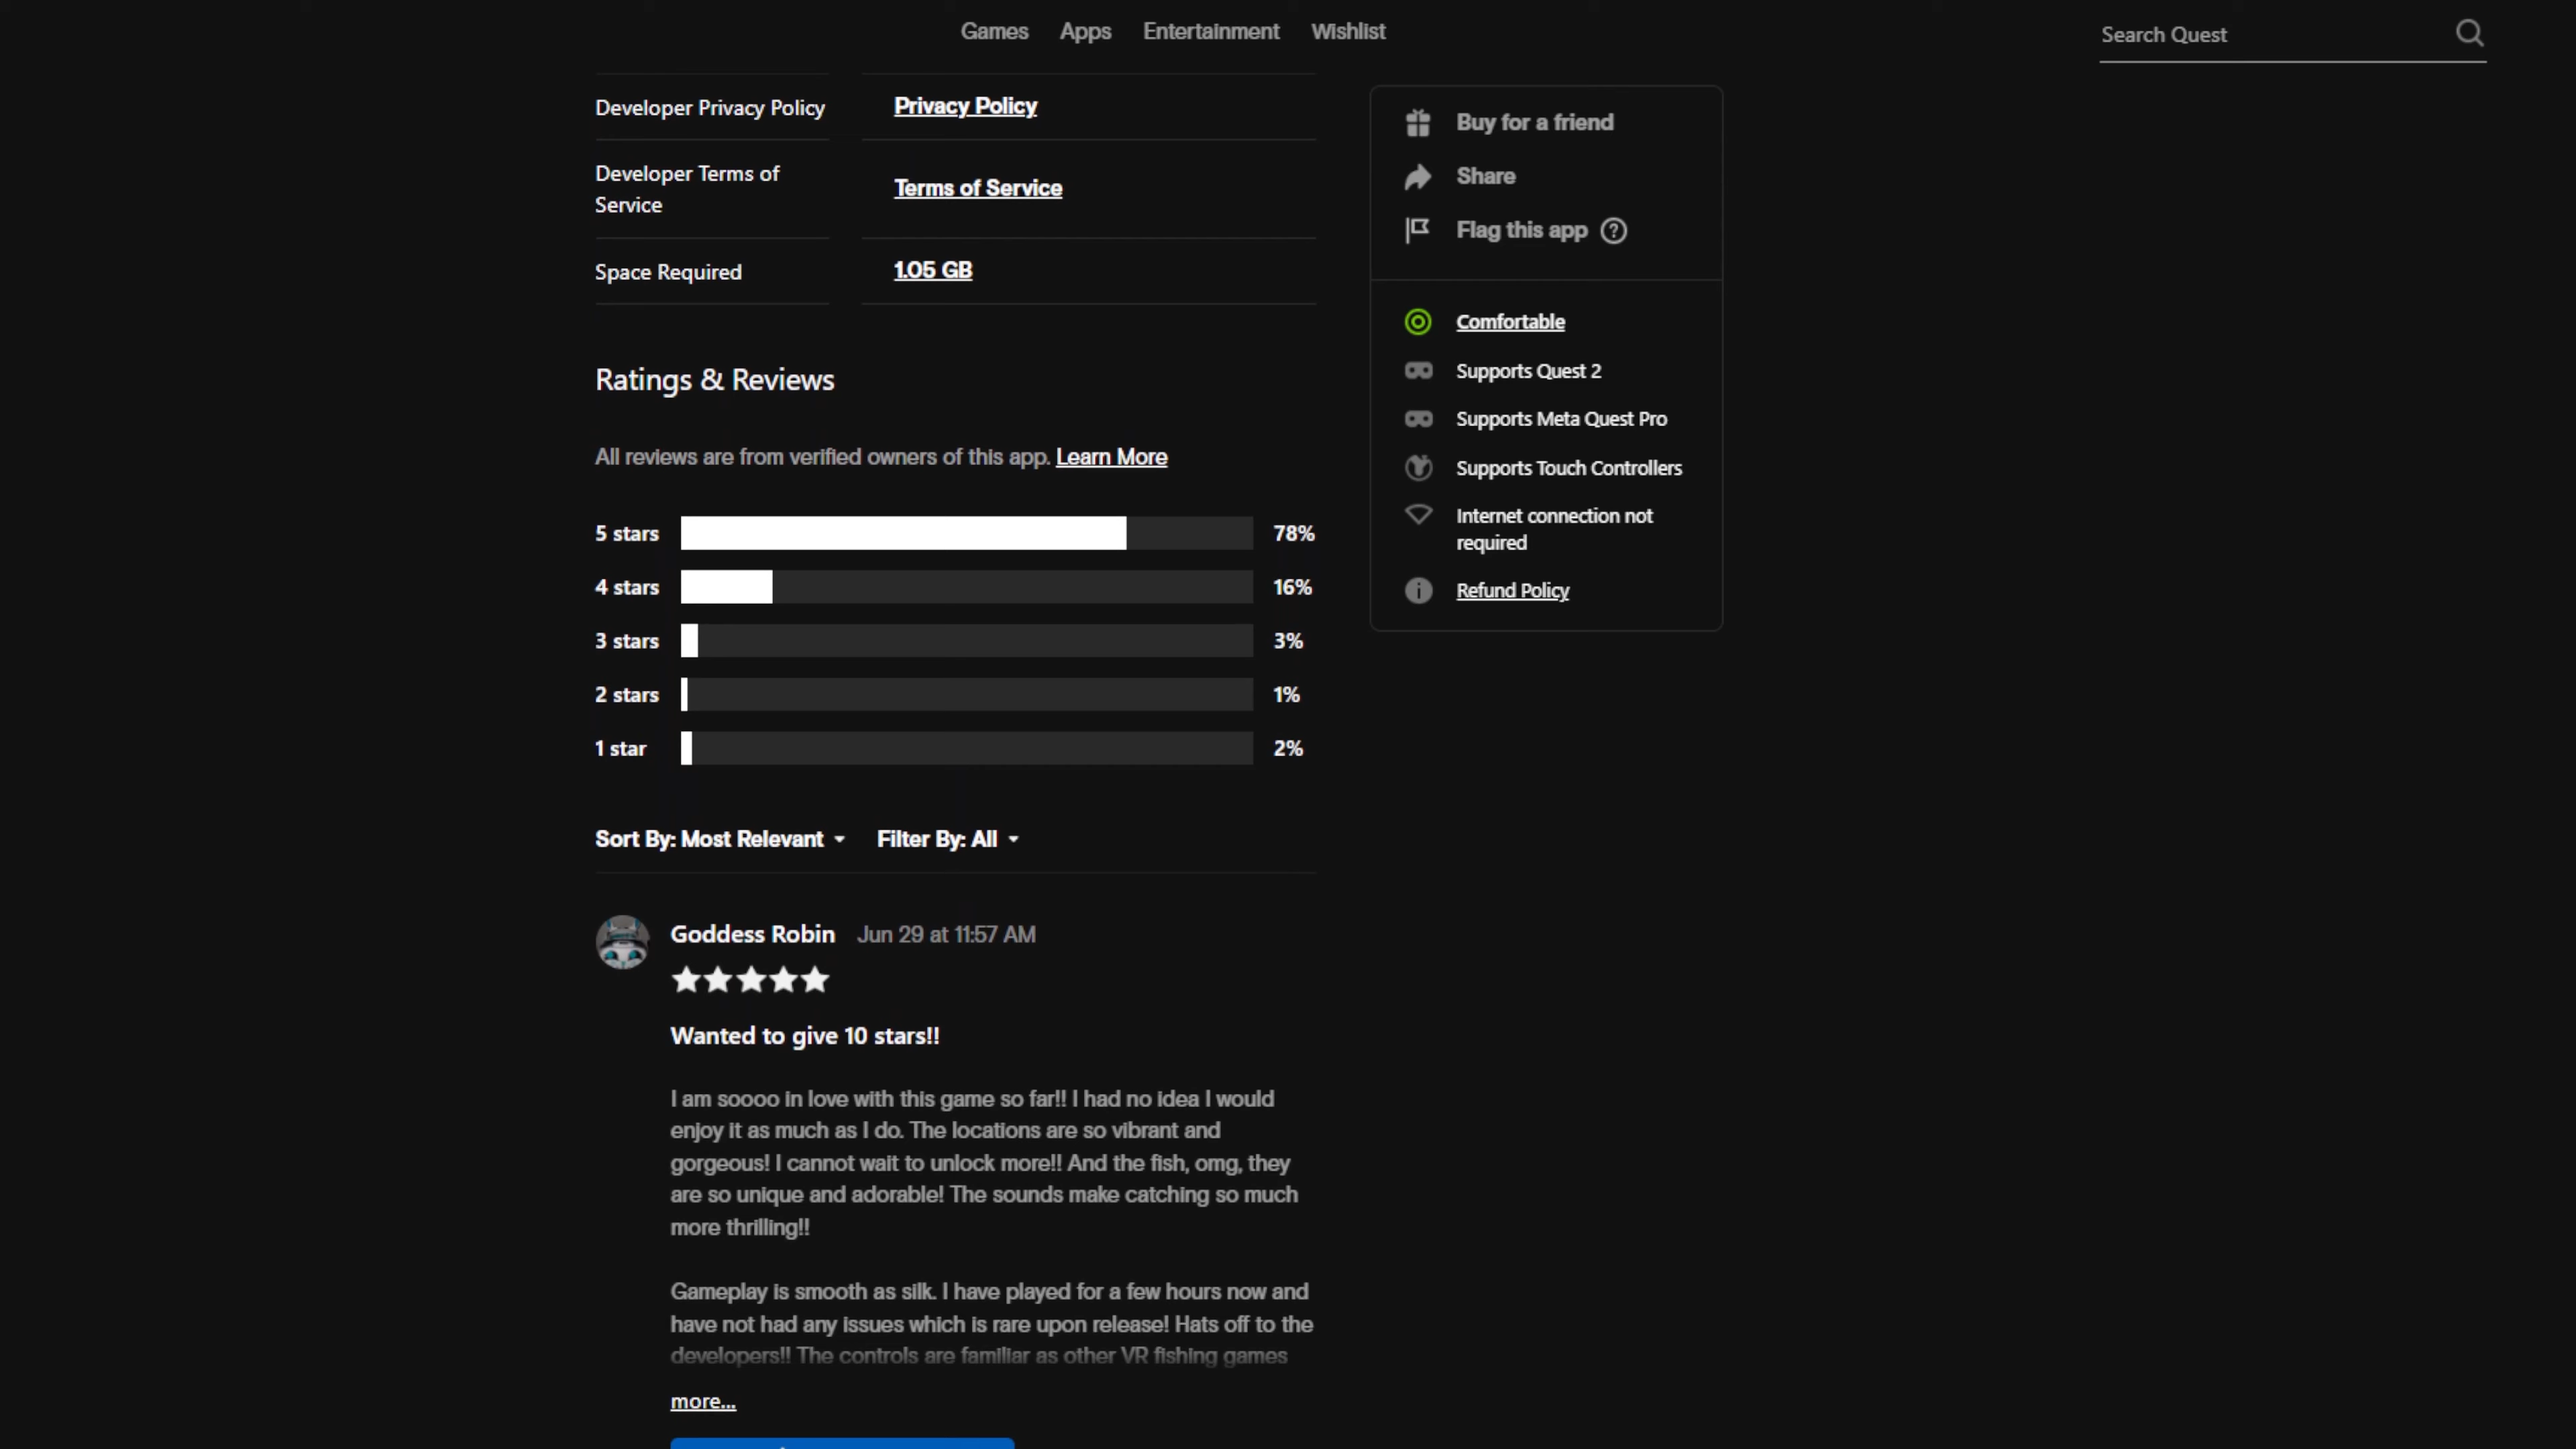 Games Apps Entertainment Wishlist
Search Quest
Developer Privacy Policy Privacy Policy
Developer Terms of
Service
Terms of Service
Space Required 1.05 GB
Ratings & Reviews
All reviews are from verified owners of this app. Learn More
5 stars 78%
4 stars 16%
3 stars 3%
2 stars 1%
1 star 2%
Sort By: Most Relevant Filter By: All
Goddess Robin Jun 29 at 11:57 AM
Wanted to give 10 stars!!
I am soooo in love with this game so far!! I had no idea I would
enjoy it as much as I do. The locations are so vibrant and
gorgeous! I cannot wait to unlock more!! And the fish, omg, they
are so unique and adorable! The sounds make catching so much
more thrilling!!
Gameplay is smooth as silk. I have played for a few hours now and
have not had any issues which is rare upon release! Hats off to the
developers!! The controls are familiar as other VR fishing games
more...
Buy for a friend
Share
Flag this app
Comfortable
Supports Quest 2
Supports Meta Quest Pro
Supports Touch Controllers
Internet connection not
required
Refund Policy